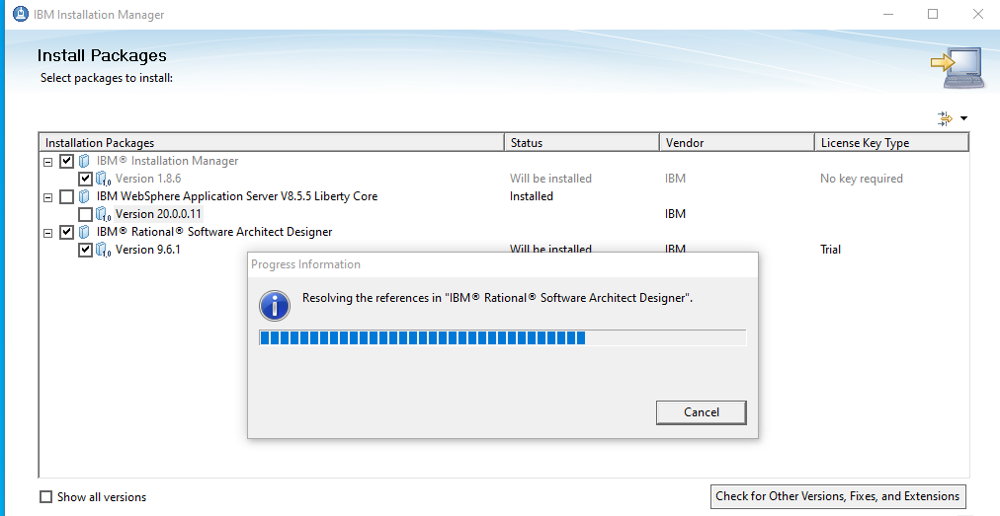 IBM Installation Manager
Install Packages
Select packages to install:
Installation Packages Status Vendor License Key Type
IBM® Installation Manager
Version 1.8.6 Will be installed IBM No key required
IBM WebSphere Application Server V8.5.5 Liberty Core Installed
Version 20.0.0.11 IBM
IBM® Rational® Software Architect Designer
Version 9.6.1 Will be installed IBM Trial
Progress Information
Resolving the references in "IBM® Rational® Software Architect Designer".
Cancel
Show all versions Check for Other Versions, Fixes, and Extensions